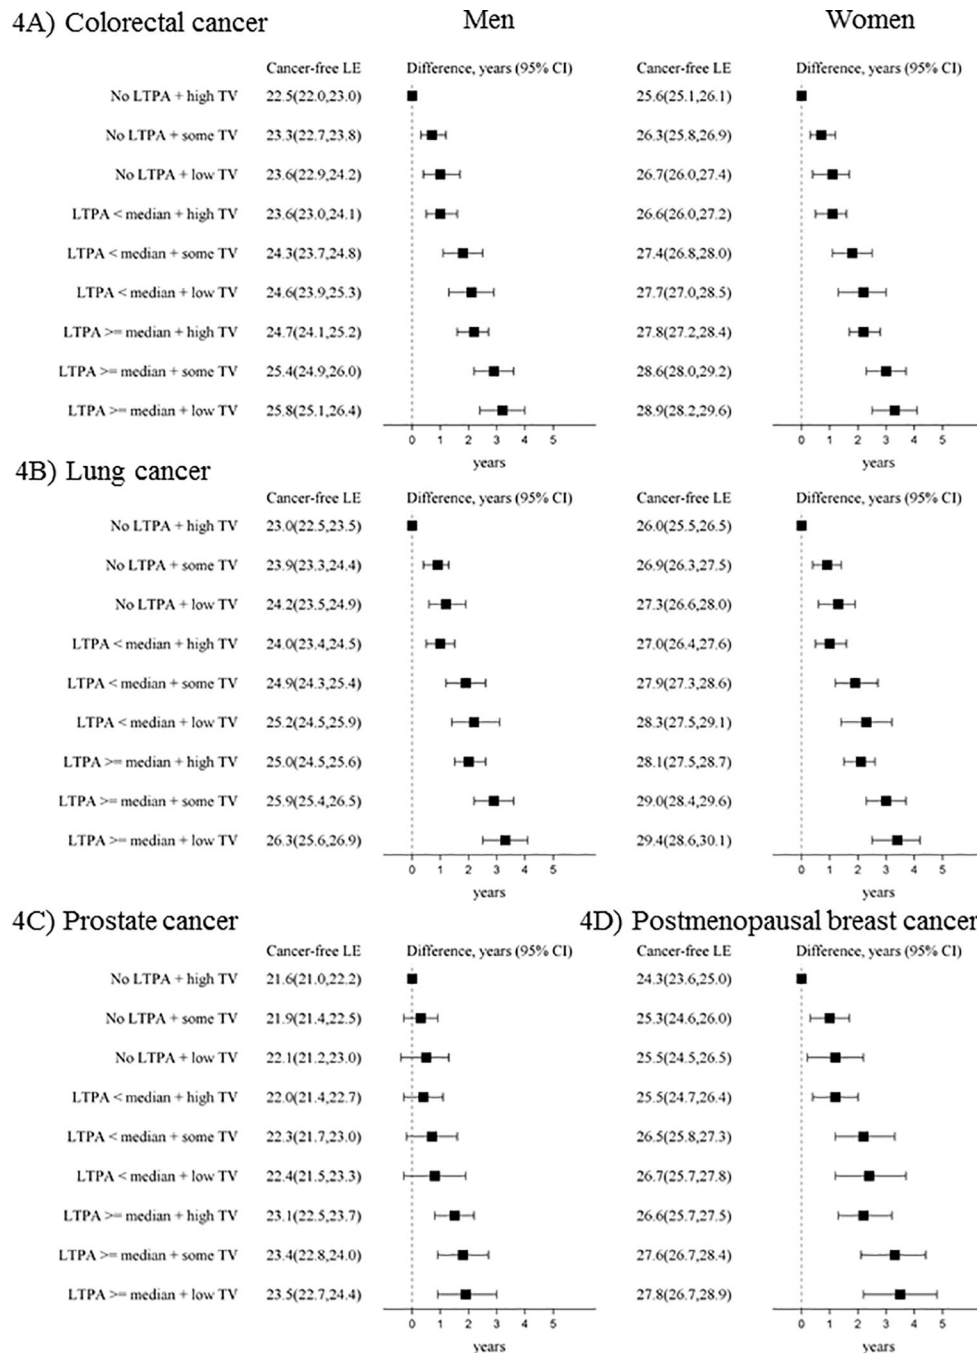 4A) Colorectal cancer Men Women
Cancer-free LE Difference, years (95% CI) Cancer-free LE Difference, years (95% CI)
No LTPA + high TV 22.5(22.0,23.0) 25.6(25.1,26.1)
No LTPA + some TV 23.3(22.7,23.8) 26.3(25.8,26.9)
No LTPA + low TV 23.6(22.9,24.2) 26.7(26.0,27.4)
LTPA < median + high TV 23.6(23.0,24.1) 26.6(26.0,27.2)
LTPA < median + some TV 24.3(23.7,24.8) 27.4(26.8,28.0)
LTPA < median + low TV 24.6(23.9,25.3) 27.7(27.0,28.5)
LTPA >= median + high TV 24.7(24.1,25.2) 27.8(27.2,28.4)
LTPA >= median + some TV 25.4(24.9,26.0) 28.6(28.0,29.2)
LTPA >= median + low TV 25.8(25.1,26.4) 28.9(28.2,29.6)
0 1 2 3 4 5 0 1 2 3 4 5
years years
4B) Lung cancer
Cancer-free LE Difference, years (95% CI) Cancer-free LE Difference, years (95% CI)
No LTPA + high TV 23.0(22.5,23.5) 26.0(25.5,26.5)
No LTPA + some TV 23.9(23.3,24.4) 26.9(26.3,27.5)
No LTPA + low TV 24.2(23.5,24.9) 27.3(26.6,28.0)
LTPA < median + high TV 24.0(23.4,24.5) 27.0(26.4,27.6)
LTPA < median + some TV 24.9(24.3,25.4) 27.9(27.3,28.6)
LTPA < median + low TV 25.2(24.5,25.9) 28.3(27.5,29.1)
LTPA >= median + high TV 25.0(24.5,25.6) 28.1(27.5,28.7)
LTPA >= median + some TV 25.9(25.4,26.5) 29.0(28.4,29.6)
LTPA >= median + low TV 26.3(25.6,26.9) 29.4(28.6,30.1)
0 1 2 3 4 5 0 1 2 3 4 5
years years
4C) Prostate cancer 4D) Postmenopausal breast cancer
Cancer-free LE Difference, years (95% CI) Cancer-free LE Difference, years (95% CI)
No LTPA + high TV 21.6(21.0,22.2) 24.3(23.6,25.0)
No LTPA + some TV 21.9(21.4,22.5) 25.3(24.6,26.0)
No LTPA + low TV 22.1(21.2,23.0) 25.5(24.5,26.5)
LTPA < median + high TV 22.0(21.4,22.7) 25.5(24.7,26.4)
LTPA < median + some TV 22.3(21.7,23.0) 26.5(25.8,27.3)
LTPA < median + low TV 22.4(21.5,23.3) 26.7(25.7,27.8)
LTPA >= median + high TV 23.1(22.5,23.7) 26.6(25.7,27.5)
LTPA >= median + some TV 23.4(22.8,24.0) 27.6(26.7,28.4)
LTPA >= median + low TV 23.5(22.7,24.4) 27.8(26.7,28.9)
0 1 2 3 4 5 0 1 2 3 4 5
years years